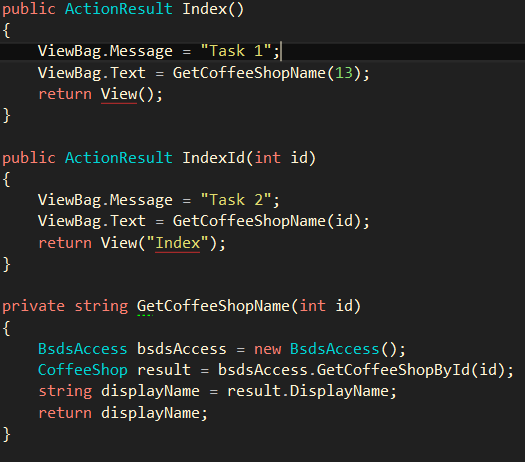 public ActionResult Index()
{
    ViewBag.Message = "Task 1";
    ViewBag.Text = GetCoffeeShopName(13);
    return View();
}

public ActionResult IndexId(int id)
{
    ViewBag.Message = "Task 2";
    ViewBag.Text = GetCoffeeShopName(id);
    return View("Index");
}

private string GetCoffeeShopName(int id)
{
    BsdsAccess bsdsAccess = new BsdsAccess();
    CoffeeShop result = bsdsAccess.GetCoffeeShopById(id);
    string displayName = result.DisplayName;
    return displayName;
}